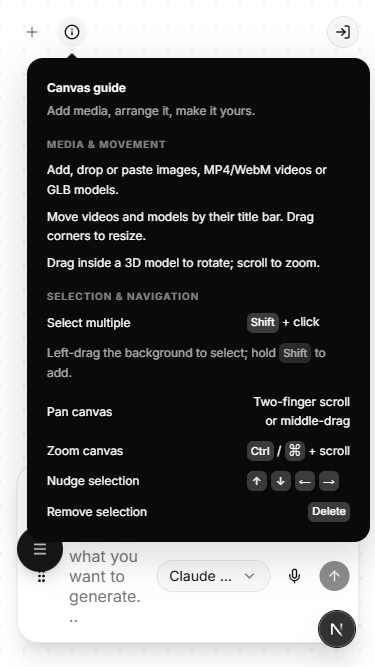 Canvas guide
Add media, arrange it, make it yours.
MEDIA & MOVEMENT
Add, drop or paste images, MP4/WebM videos or
GLB models.
Move videos and models by their title bar. Drag
corners to resize.
Drag inside a 3D model to rotate; scroll to zoom.
SELECTION & NAVIGATION
Select multiple Shift + click
Left-drag the background to select; hold Shift to
add.
Pan canvas Two-finger scroll
or middle-drag
Zoom canvas Ctrl / ⌘ + scroll
Nudge selection ↑ ↓ ← →
Remove selection Delete
what you
want to
generate.
..
Claude ...
N